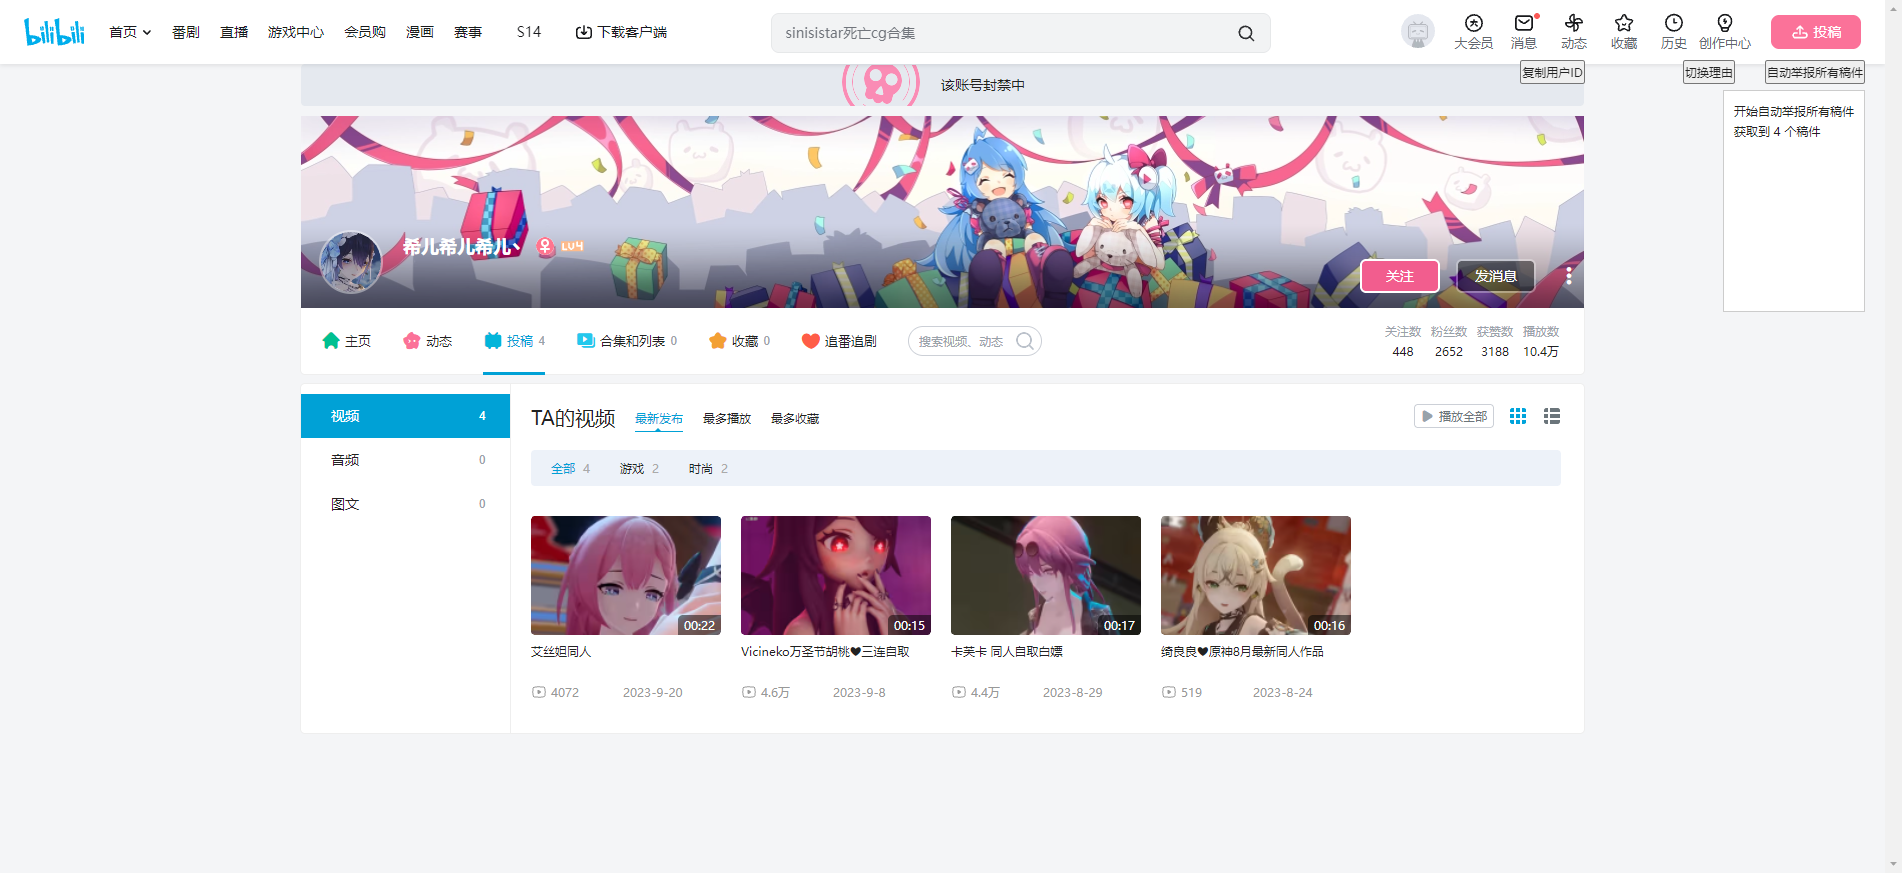 bilibili
首页
番剧
直播
游戏中心
会员购
漫画
赛事
S14
下载客户端
sinisistar死亡cg合集
大会员
消息
动态
收藏
历史
创作中心
投稿
复制用户ID
切换理由
自动举报所有稿件
该账号封禁中
开始自动举报所有稿件
获取到 4 个稿件
希儿希儿希儿丶
LV4
关注
发消息
主页
动态
投稿 4
合集和列表 0
收藏 0
追番追剧
搜索视频、动态
关注数 粉丝数 获赞数 播放数
448 2652 3188 10.4万
视频 4
音频 0
图文 0
TA的视频
最新发布
最多播放
最多收藏
播放全部
全部 4
游戏 2
时尚 2
00:22
00:15
00:17
00:16
艾丝妲同人
Vicineko万圣节胡桃❤三连自取
卡芙卡 同人自取白嫖
绮良良❤原神8月最新同人作品
4072 2023-9-20
4.6万 2023-9-8
4.4万 2023-8-29
519 2023-8-24